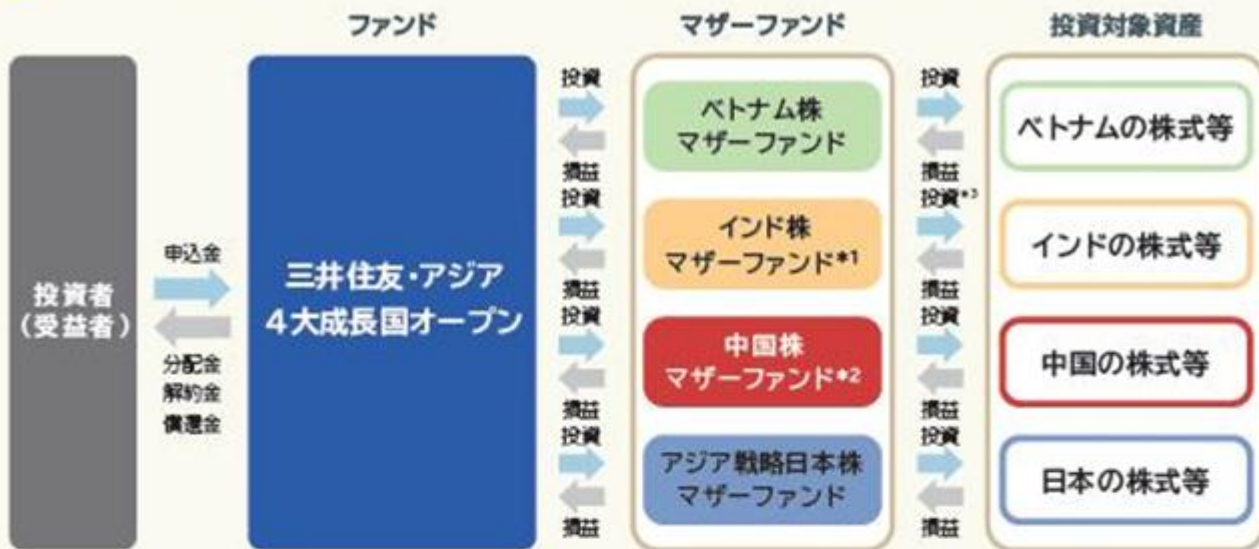 ファンド
マザーファンド
投資対象資産
投資者
(受益者)
申込金
分配金
解約金
償還金
三井住友・アジア
4大成長国オープン
投資
損益
ベトナム株
マザーファンド
投資
損益
ベトナムの株式等
投資
損益
インド株
マザーファンド*1
投資*3
損益
インドの株式等
投資
損益
中国株
マザーファンド*2
投資
損益
中国の株式等
投資
損益
アジア戦略日本株
マザーファンド
投資
損益
日本の株式等